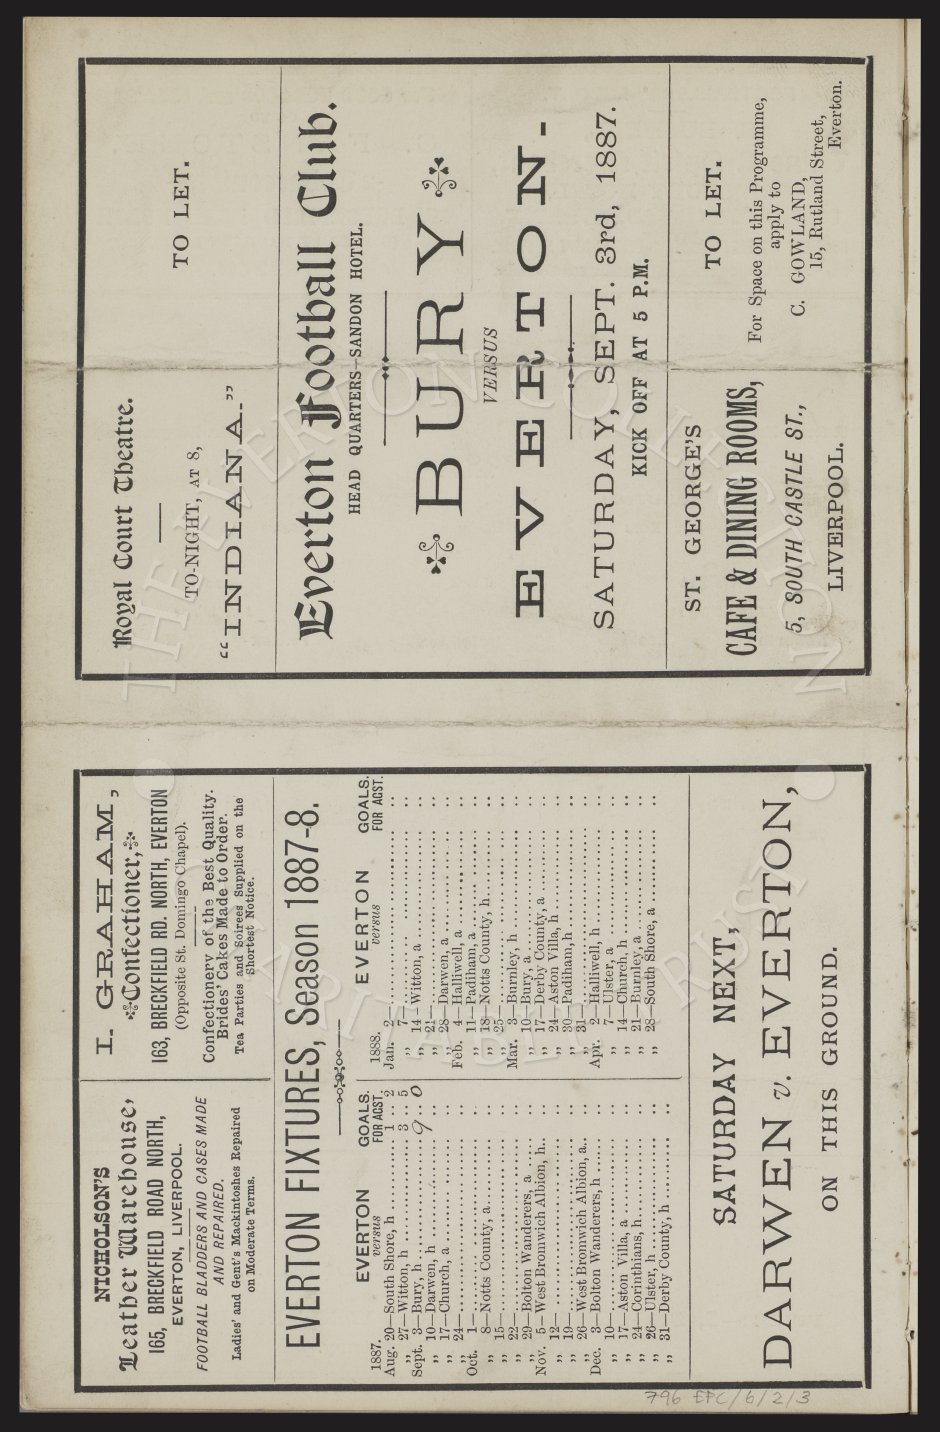 Royal Court Theatre.
TO-NIGHT, AT 8,
“INDIANA.”
TO LET.
Everton Football Club.
HEAD QUARTERS—SANDON HOTEL.
BURY
VERSUS
EVERTON.
SATURDAY, SEPT. 3rd, 1887.
KICK OFF AT 5 P.M.
ST. GEORGE'S
CAFE & DINING ROOMS,
5, SOUTH CASTLE ST.,
LIVERPOOL.
TO LET.
For Space on this Programme,
apply to
C. GOWLAND,
15, Rutland Street,
Everton.
NICHOLSON'S
Leather Warehouse,
165, BRECKFIELD ROAD NORTH,
EVERTON, LIVERPOOL.
FOOTBALL BLADDERS AND CASES MADE
AND REPAIRED.
Ladies' and Gent's Mackintoshes Repaired
on Moderate Terms.
I. GRAHAM,
Confectioner,
163, BRECKFIELD RD. NORTH, EVERTON
(Opposite St. Domingo Chapel).
Confectionery of the Best Quality.
Brides' Cakes Made to Order.
Tea Parties and Soirees Supplied on the
Shortest Notice.
EVERTON FIXTURES, Season 1887-8.
EVERTON GOALS.
1887. versus FOR AGST.
Aug. 20—South Shore, h ........... 1 .. 2
„ 27—Witton, h ........... 3 .. 5
Sept. 3—Bury, h ........... 9 .. 0
„ 10—Darwen, h ........... ..
„ 17—Church, a ........... ..
„ 24— ........... ..
Oct. 1— ........... ..
„ 8—Notts County, a ........... ..
„ 15— ........... ..
„ 22— ........... ..
„ 29—Bolton Wanderers, a ..... ..
Nov. 5—West Bromwich Albion, h.. ..
„ 12— ........... ..
„ 19— ........... ..
„ 26—West Bromwich Albion, a.. ..
Dec. 3—Bolton Wanderers, h ...... ..
„ 10— ........... ..
„ 17—Aston Villa, a ........... ..
„ 24—Corinthians, h ........... ..
„ 26—Ulster, h ........... ..
„ 31—Derby County, h ........... ..
EVERTON GOALS.
1888. versus FOR AGST.
Jan. 2— ........... ..
„ 7— ........... ..
„ 14—Witton, a ........... ..
„ 21— ........... ..
„ 28—Darwen, a ........... ..
Feb. 4—Halliwell, a ........... ..
„ 11—Padiham, a ........... ..
„ 18—Notts County, h ........... ..
„ 25— ........... ..
Mar. 3—Burnley, h ........... ..
„ 10—Bury, a ........... ..
„ 17—Derby County, a ........... ..
„ 24—Aston Villa, h ........... ..
„ 30—Padiham, h ........... ..
„ 31— ........... ..
Apr. 2—Halliwell, h ........... ..
„ 7—Ulster, a ........... ..
„ 14—Church, h ........... ..
„ 21—Burnley, a ........... ..
„ 28—South Shore, a ........... ..
SATURDAY NEXT,
DARWEN v. EVERTON,
ON THIS GROUND.
796 EFC/6/2/3
THE EVERTON COLLECTION
CHARITABLE TRUST